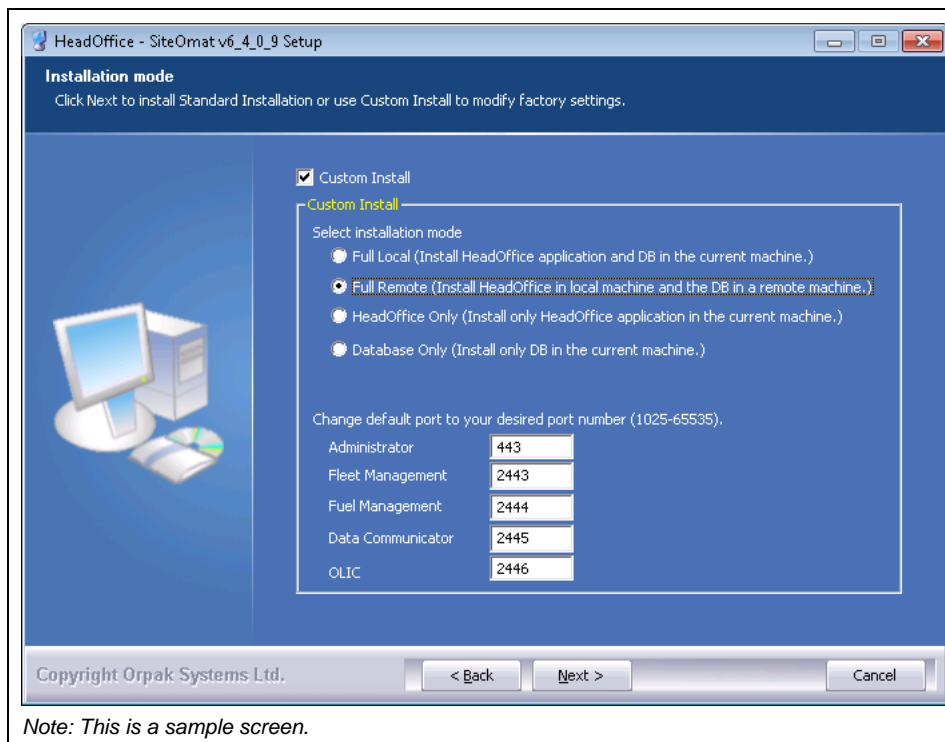 HeadOffice - SiteOmat v6_4_0_9 Setup
Installation mode
Click Next to install Standard Installation or use Custom Install to modify factory settings.
Custom Install
Custom Install
Select installation mode
Full Local (Install HeadOffice application and DB in the current machine.)
Full Remote (Install HeadOffice in local machine and the DB in a remote machine.)
HeadOffice Only (Install only HeadOffice application in the current machine.)
Database Only (Install only DB in the current machine.)
Change default port to your desired port number (1025-65535).
Administrator 443
Fleet Management 2443
Fuel Management 2444
Data Communicator 2445
OLIC 2446
Copyright Orpak Systems Ltd. < Back Next > Cancel
Note: This is a sample screen.